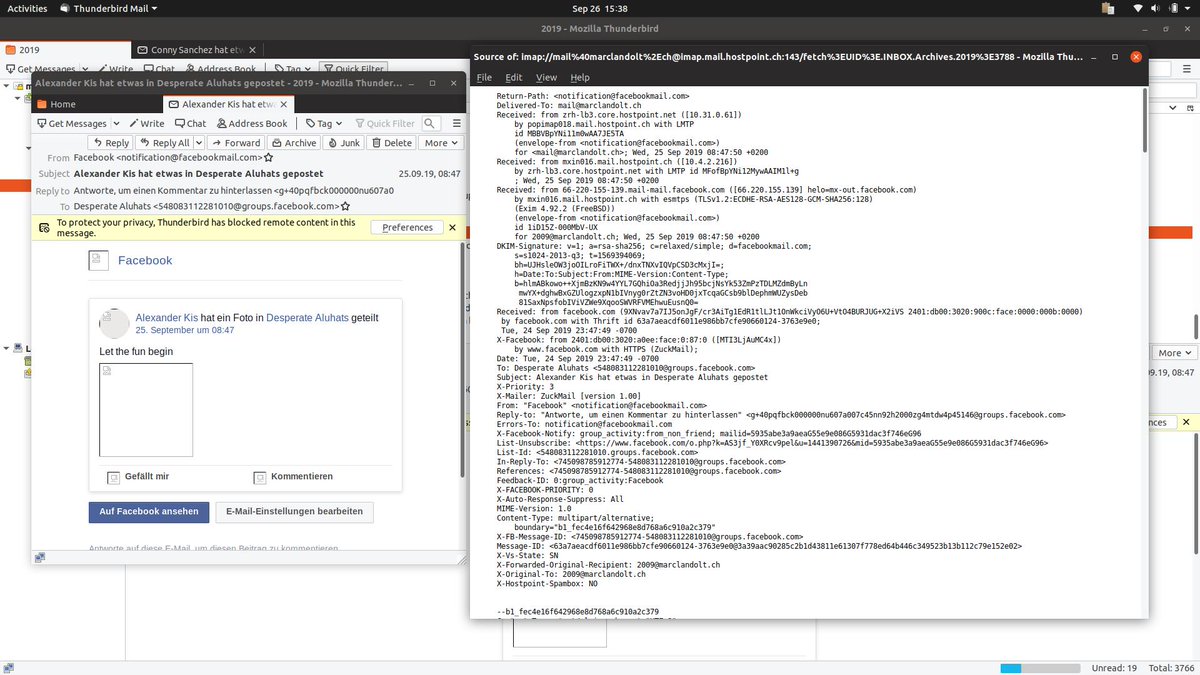 Activities Thunderbird Mail Sep 26 15:38
2019 - Mozilla Thunderbird
2019 Conny Sanchez hat etw
Get Messages Write Chat Address Book Tag Quick Filter
Alexander Kis hat etwas in Desperate Aluhats gepostet - 2019 - Mozilla Thunder...
Home Alexander Kis hat etwa
Get Messages Write Chat Address Book Tag Quick Filter
Reply Reply All Forward Archive Junk Delete More
From Facebook <notification@facebookmail.com>
Subject Alexander Kis hat etwas in Desperate Aluhats gepostet 25.09.19, 08:47
Reply to Antworte, um einen Kommentar zu hinterlassen <g+40pqfbck000000nu607a0
To Desperate Aluhats <548083112281010@groups.facebook.com>
To protect your privacy, Thunderbird has blocked remote content in this
message.
Preferences
Facebook
Alexander Kis hat ein Foto in Desperate Aluhats geteilt
25. September um 08:47
Let the fun begin
Gefällt mir Kommentieren
Auf Facebook ansehen E-Mail-Einstellungen bearbeiten
Antworte auf diese E-Mail, um diesen Beitrag zu kommentieren.
Source of: imap://mail%40marclandolt%2Ech@imap.mail.hostpoint.ch:143/fetch%3EUID%3E.INBOX.Archives.2019%3E3788 - Mozilla Thu...
File Edit View Help
Return-Path: <notification@facebookmail.com>
Delivered-To: mail@marclandolt.ch
Received: from zrh-lb3.core.hostpoint.net ([10.31.0.61])
by popimap018.mail.hostpoint.ch with LMTP
id MBBVBpYNi11m0wAA7JE5TA
(envelope-from <notification@facebookmail.com>)
for <mail@marclandolt.ch>; Wed, 25 Sep 2019 08:47:50 +0200
Received: from mxin016.mail.hostpoint.ch ([10.4.2.216])
by zrh-lb3.core.hostpoint.net with LMTP id MFofBpYNi12MywAAIM1l+g
; Wed, 25 Sep 2019 08:47:50 +0200
Received: from 66-220-155-139.mail-mail.facebook.com ([66.220.155.139] helo=mx-out.facebook.com)
by mxin016.mail.hostpoint.ch with esmtps (TLSv1.2:ECDHE-RSA-AES128-GCM-SHA256:128)
(Exim 4.92.2 (FreeBSD))
(envelope-from <notification@facebookmail.com>)
id 1iD15Z-000MbV-UX
for 2009@marclandolt.ch; Wed, 25 Sep 2019 08:47:50 +0200
DKIM-Signature: v=1; a=rsa-sha256; c=relaxed/simple; d=facebookmail.com;
s=s1024-2013-q3; t=1569394069;
bh=UJHsleOW3joOILroFiTWX+/dnxTNXvIQVpCSD3cMxjI=;
h=Date:To:Subject:From:MIME-Version:Content-Type;
b=hlmABkowo++XjmBzKN9w4YYL7GQhiOa3RedjjJh95bcjNsYk53ZmPzTDLMZdmByLn
mwYX+dghwBxGZUlogzxpN1bIVnyg0rZtZN3voHD0jxTcqaGCsb9blDephmWUZysDeb
81SaxNpsfobIViVZWe9XqooSWVRFVMEhwuEusnQ0=
Received: from facebook.com (9XNvav7a7IJ5onJgF/cr3AiTg1EdR1tlLJt1OnWkciVyO6U+VtO4BURJUG+X2iVS 2401:db00:3020:900c:face:0000:000b:0000)
by facebook.com with Thrift id 63a7aeacdf6011e986bb7cfe90660124-3763e9e0;
Tue, 24 Sep 2019 23:47:49 -0700
X-Facebook: from 2401:db00:3020:a0ee:face:0:87:0 ([MTI3LjAuMC4x])
by www.facebook.com with HTTPS (ZuckMail);
Date: Tue, 24 Sep 2019 23:47:49 -0700
To: Desperate Aluhats <548083112281010@groups.facebook.com>
Subject: Alexander Kis hat etwas in Desperate Aluhats gepostet
X-Priority: 3
X-Mailer: ZuckMail [version 1.00]
From: "Facebook" <notification@facebookmail.com>
Reply-to: "Antworte, um einen Kommentar zu hinterlassen" <g+40pqfbck000000nu607a007c45nn92h2000zg4mtdw4p45146@groups.facebook.com>
Errors-To: notification@facebookmail.com
X-Facebook-Notify: group_activity:from_non_friend; mailid=5935abe3a9aeaG55e9e086G5931dac3f746eG96
List-Unsubscribe: <https://www.facebook.com/o.php?k=AS3jf_Y0XRcv9pel&u=1441390726&mid=5935abe3a9aeaG55e9e086G5931dac3f746eG96>
List-Id: <548083112281010.groups.facebook.com>
In-Reply-To: <745098785912774-548083112281010@groups.facebook.com>
References: <745098785912774-548083112281010@groups.facebook.com>
Feedback-ID: 0:group_activity:Facebook
X-FACEBOOK-PRIORITY: 0
X-Auto-Response-Suppress: All
MIME-Version: 1.0
Content-Type: multipart/alternative;
boundary="b1_fec4e16f642968e8d768a6c910a2c379"
X-FB-Message-ID: <745098785912774-548083112281010@groups.facebook.com>
Message-ID: <63a7aeacdf6011e986bb7cfe90660124-3763e9e0@3a39aac90285c2b1d43811e61307f778ed64b446c349523b13b112c79e152e02>
X-Vs-State: SN
X-Forwarded-Original-Recipient: 2009@marclandolt.ch
X-Original-To: 2009@marclandolt.ch
X-Hostpoint-Spambox: NO
--b1_fec4e16f642968e8d768a6c910a2c379
More
09.19, 08:47
nces
Unread: 19 Total: 3766